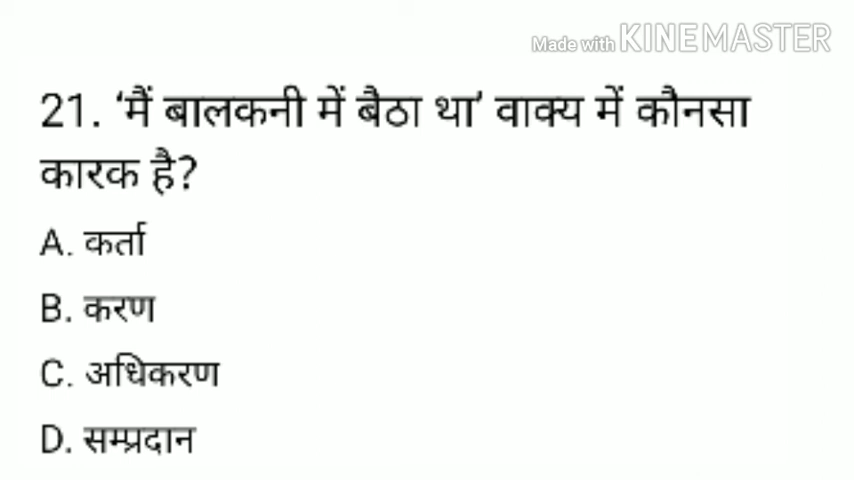 Made with KINEMASTER
21. ‘मैं बालकनी में बैठा था’ वाक्य में कौनसा
कारक है?
A. कर्ता
B. करण
C. अधिकरण
D. सम्प्रदान